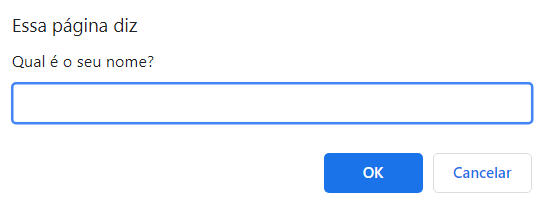 Essa página diz
Qual é o seu nome?
OK
Cancelar